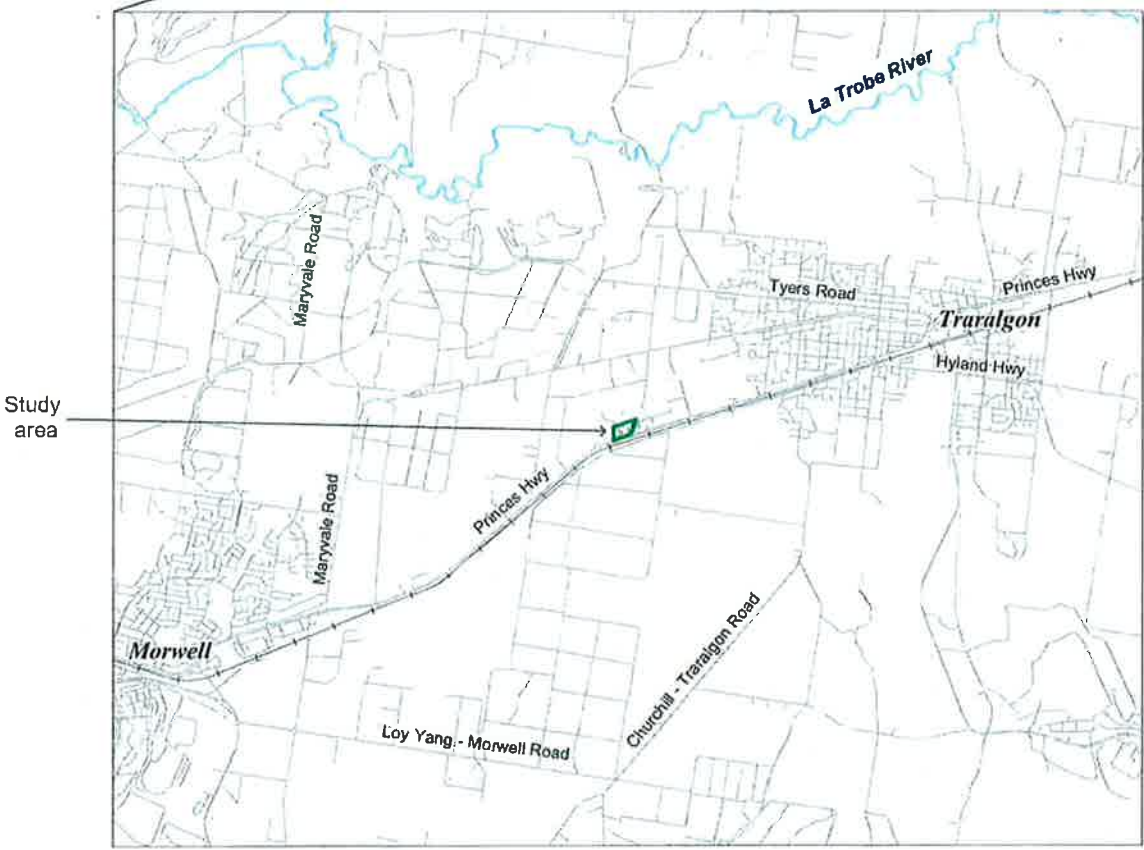 La Trobe River
Maryvale Road
Tyers Road
Princes Hwy
Traralgon
Hyland Hwy
Study
area
Princes Hwy
Maryvale Road
Morwell
Churchill - Traralgon Road
Loy Yang - Morwell Road